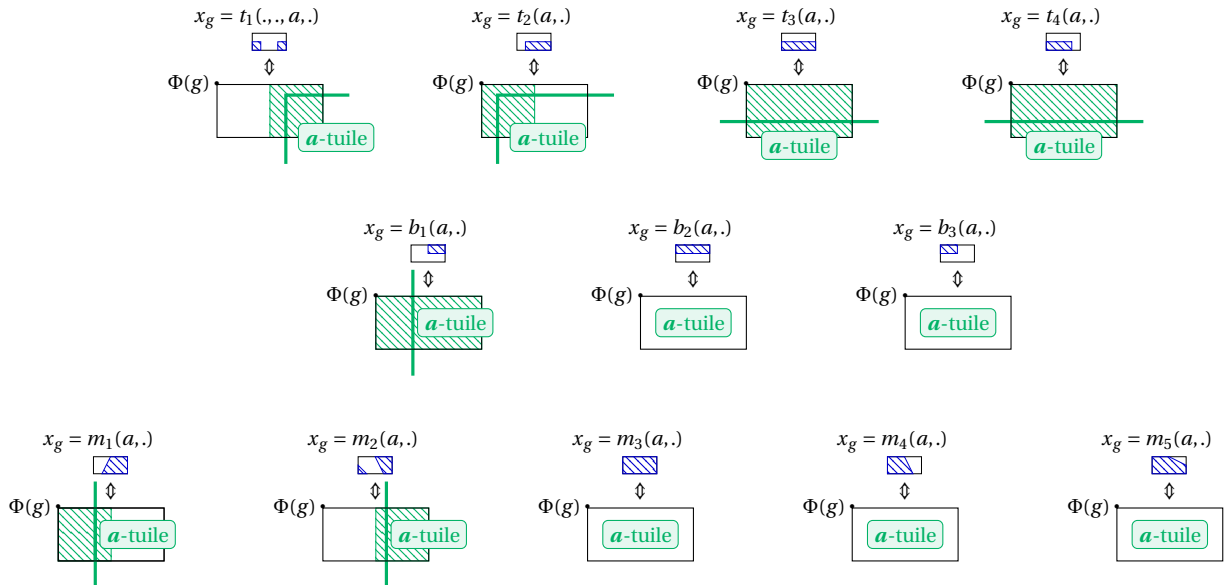 x_g = t_1(.,., a,.) x_g = t_2(a,.) x_g = t_3(a,.) x_g = t_4(a,.)
⇕ ⇕ ⇕ ⇕
Φ(g) Φ(g) Φ(g) Φ(g)
a-tuile a-tuile a-tuile a-tuile
x_g = b_1(a,.) x_g = b_2(a,.) x_g = b_3(a,.)
⇕ ⇕ ⇕
Φ(g) Φ(g) Φ(g)
a-tuile a-tuile a-tuile
x_g = m_1(a,.) x_g = m_2(a,.) x_g = m_3(a,.) x_g = m_4(a,.) x_g = m_5(a,.)
⇕ ⇕ ⇕ ⇕ ⇕
Φ(g) Φ(g) Φ(g) Φ(g) Φ(g)
a-tuile a-tuile a-tuile a-tuile a-tuile